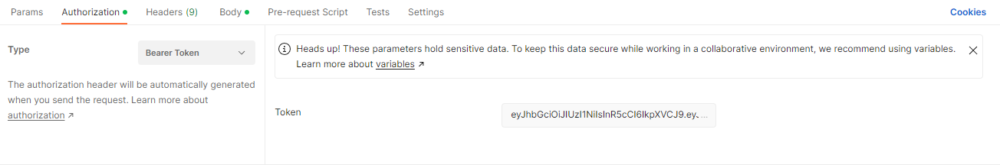 Params Authorization Headers (9) Body Pre-request Script Tests Settings Cookies
Type
Bearer Token
The authorization header will be automatically generated
when you send the request. Learn more about
authorization ↗
Heads up! These parameters hold sensitive data. To keep this data secure while working in a collaborative environment, we recommend using variables.
Learn more about variables ↗
Token
eyJhbGciOiJIUzI1NiIsInR5cCI6IkpXVCJ9.eyJ ...